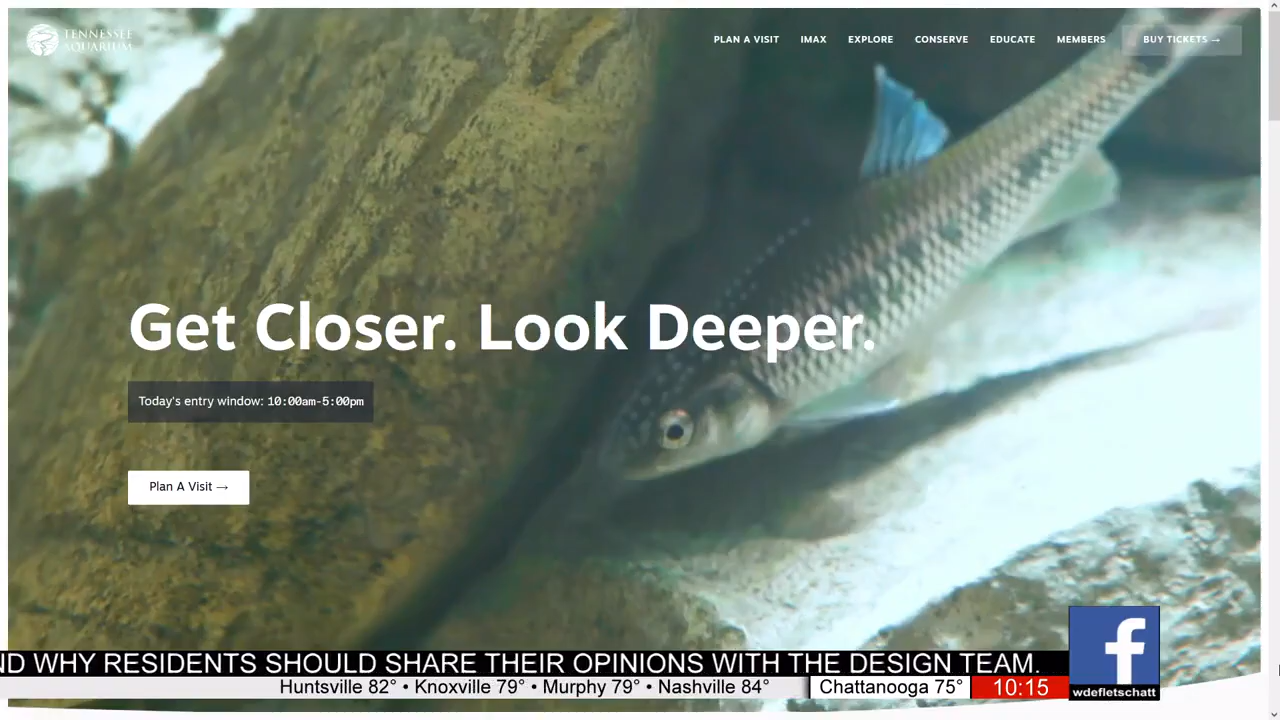 TENNESSEE
AQUARIUM
PLAN A VISIT IMAX EXPLORE CONSERVE EDUCATE MEMBERS BUY TICKETS →
Get Closer. Look Deeper.
Today's entry window: 10:00am-5:00pm
Plan A Visit →
ND WHY RESIDENTS SHOULD SHARE THEIR OPINIONS WITH THE DESIGN TEAM.
Huntsville 82° • Knoxville 79° • Murphy 79° • Nashville 84° Chattanooga 75° 10:15
f
wdefletschatt